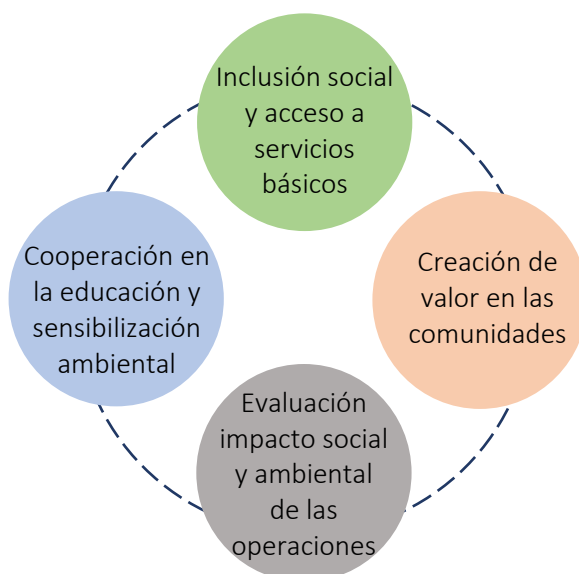 Inclusión social
y acceso a
servicios
básicos
Cooperación en
la educación y
sensibilización
ambiental
Creación de
valor en las
comunidades
Evaluación
impacto social
y ambiental
de las
operaciones